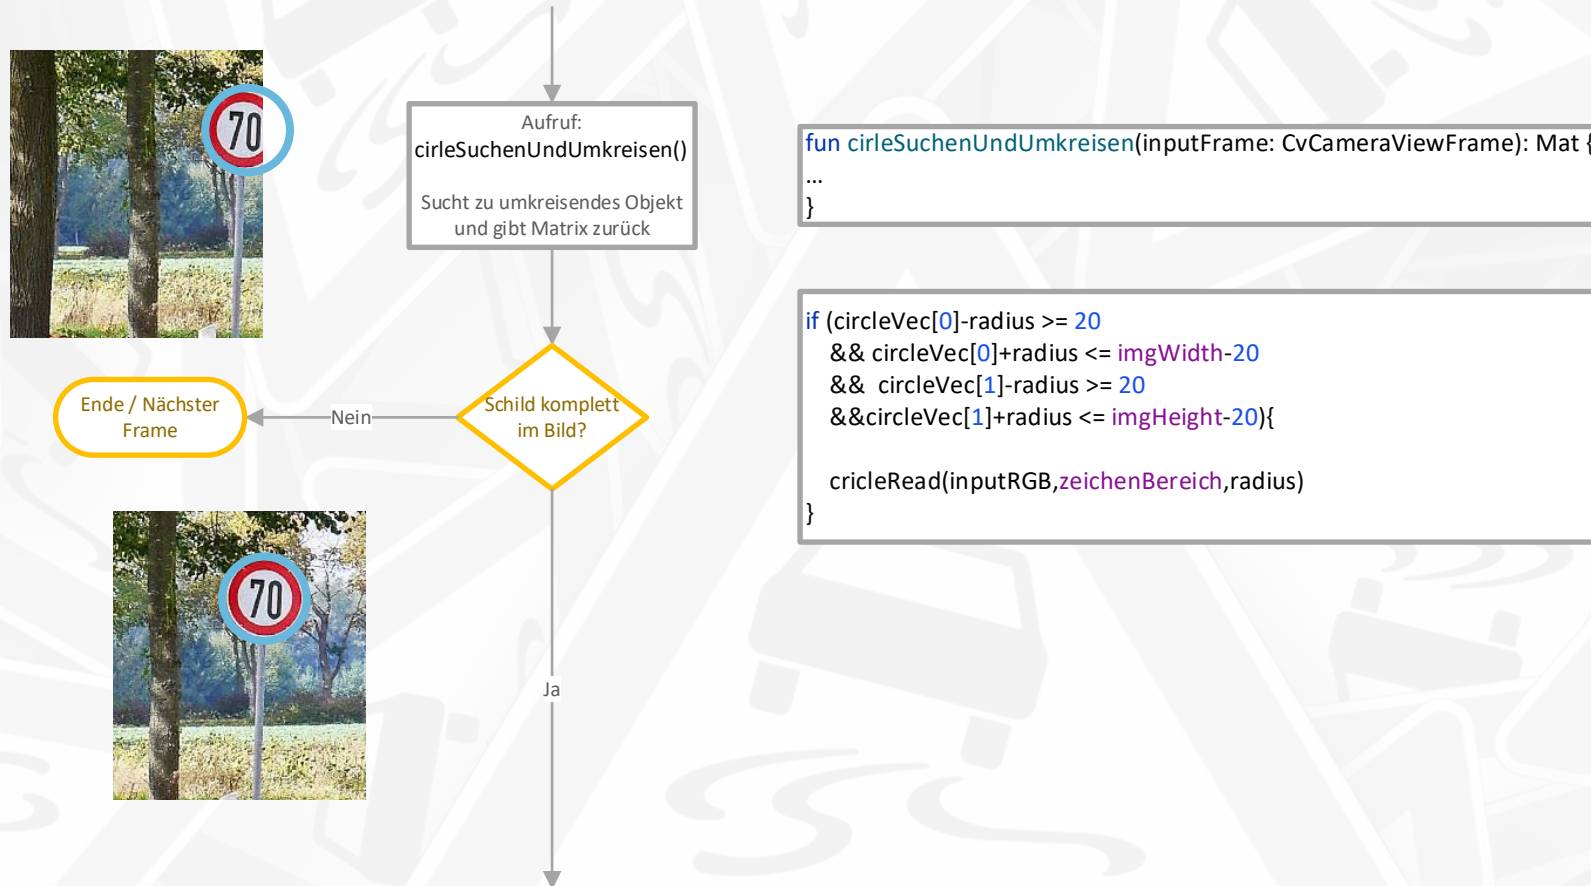 70
Aufruf:
cirleSuchenUndUmkreisen()
Sucht zu umkreisendes Objekt
und gibt Matrix zurück
fun cirleSuchenUndUmkreisen(inputFrame: CvCameraViewFrame): Mat {
...
}
if (circleVec[0]-radius >= 20
&& circleVec[0]+radius <= imgWidth-20
&&  circleVec[1]-radius >= 20
&&circleVec[1]+radius <= imgHeight-20){
cricleRead(inputRGB,zeichenBereich,radius)
}
Schild komplett
im Bild?
Nein
Ende / Nächster
Frame
70
Ja